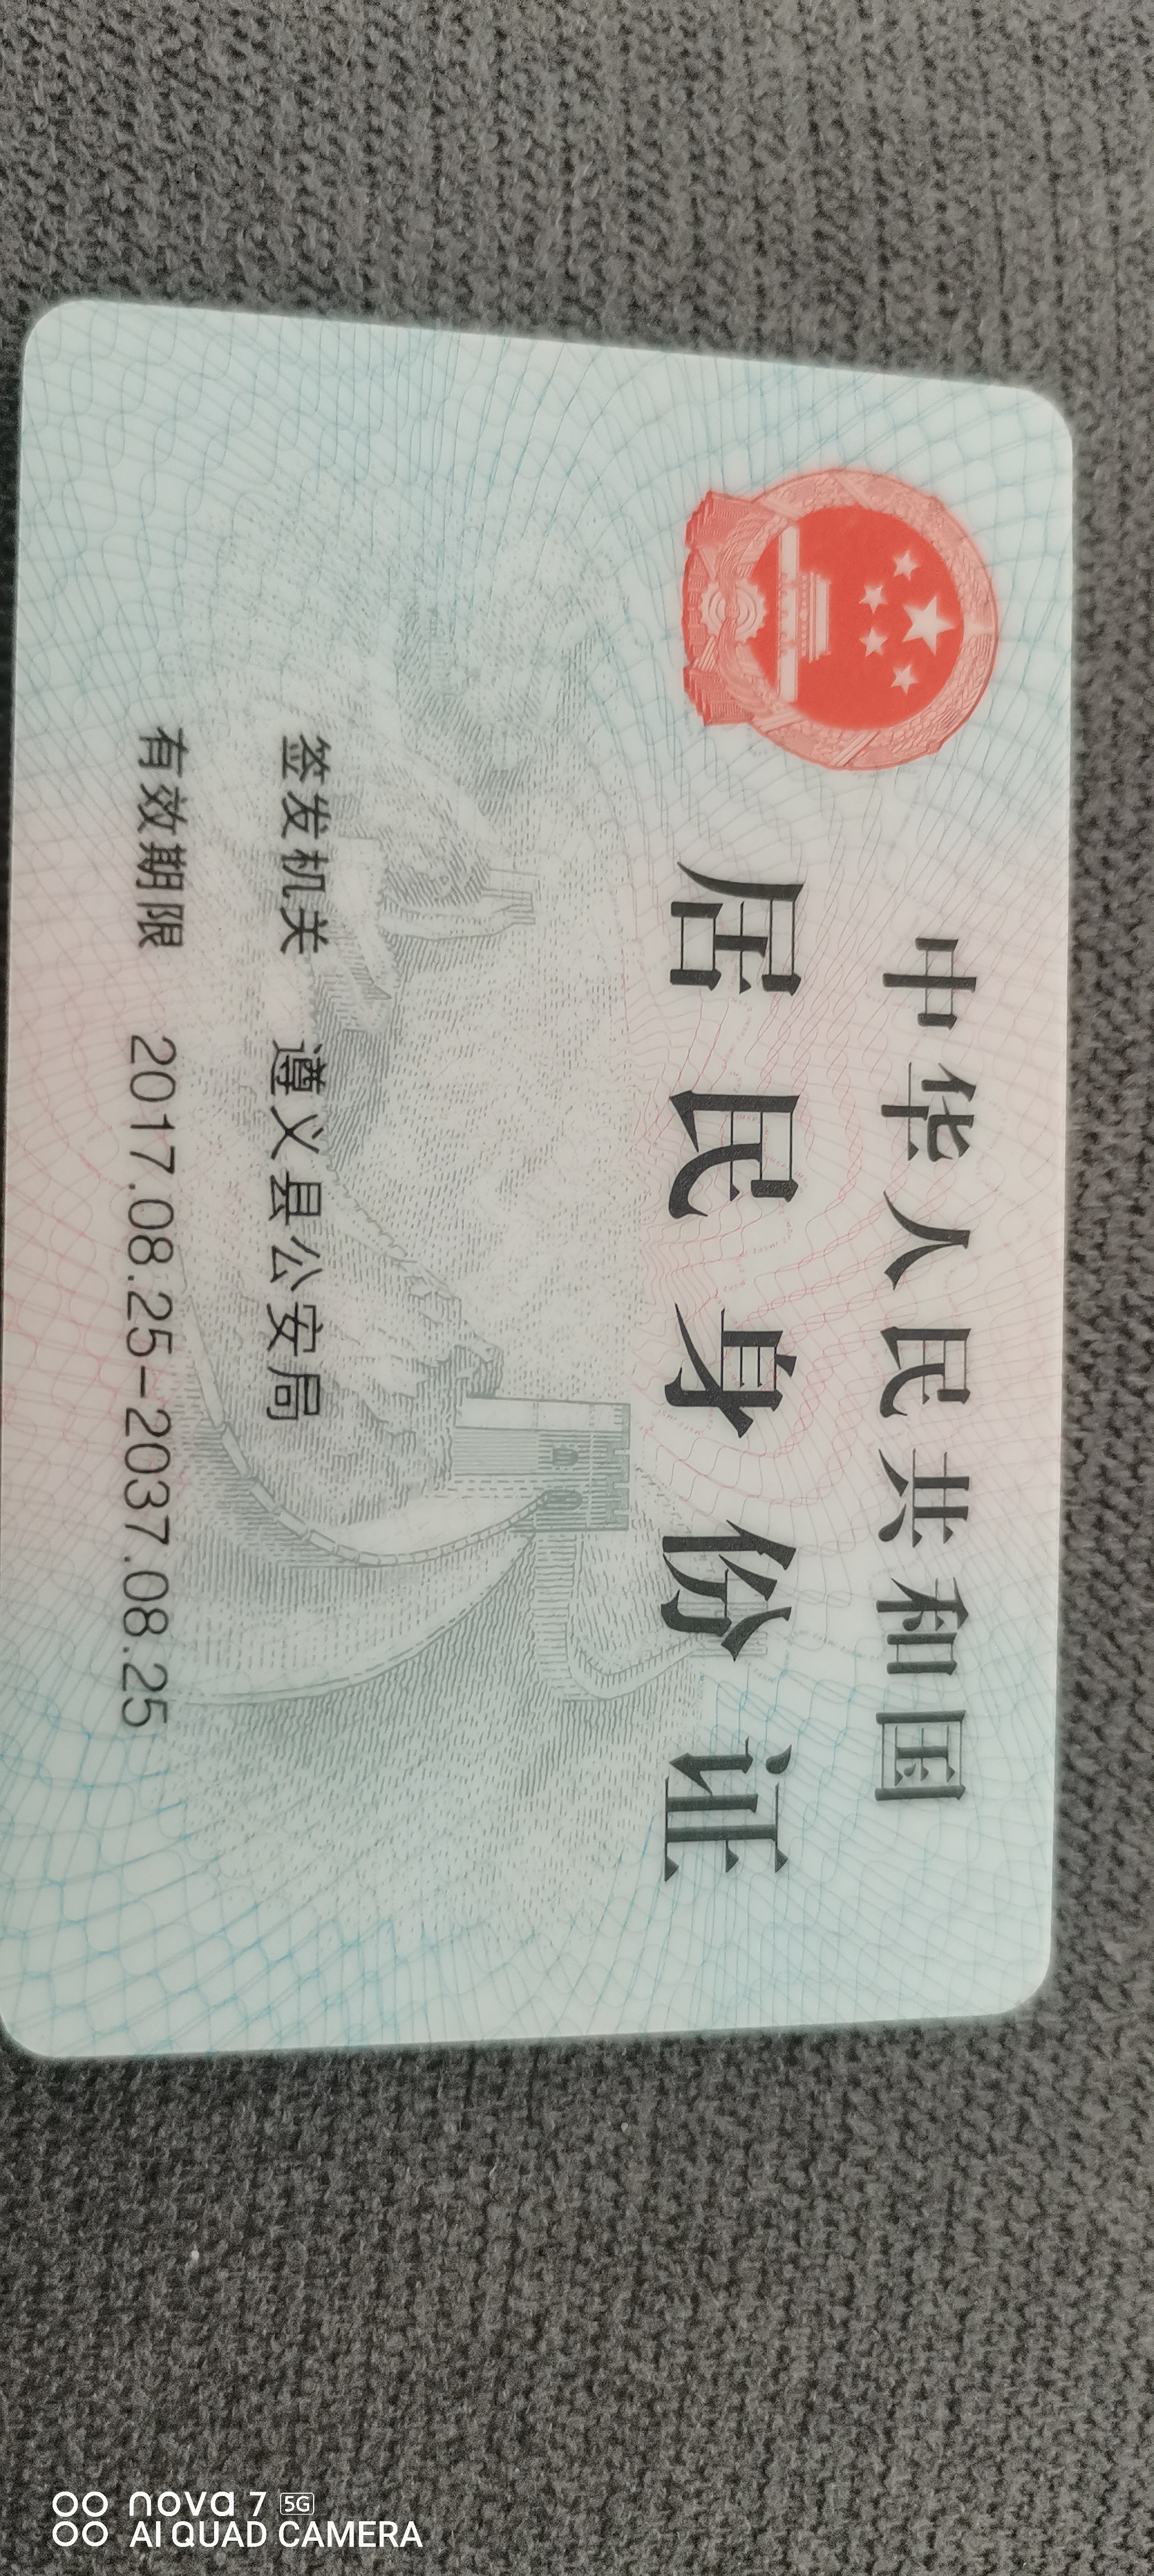 中华人民共和国
居民身份证
签发机关 遵义县公安局
有效期限 2017.08.25-2037.08.25
nova 7 5G
AI QUAD CAMERA